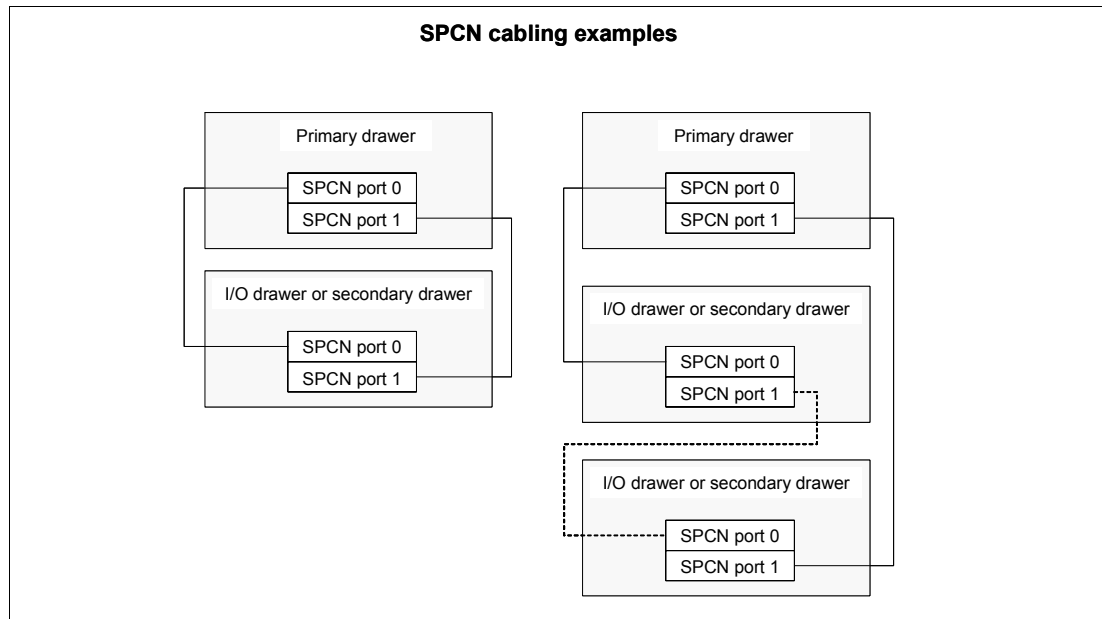 SPCN cabling examples
Primary drawer
SPCN port 0
SPCN port 1
I/O drawer or secondary drawer
SPCN port 0
SPCN port 1
Primary drawer
SPCN port 0
SPCN port 1
I/O drawer or secondary drawer
SPCN port 0
SPCN port 1
I/O drawer or secondary drawer
SPCN port 0
SPCN port 1